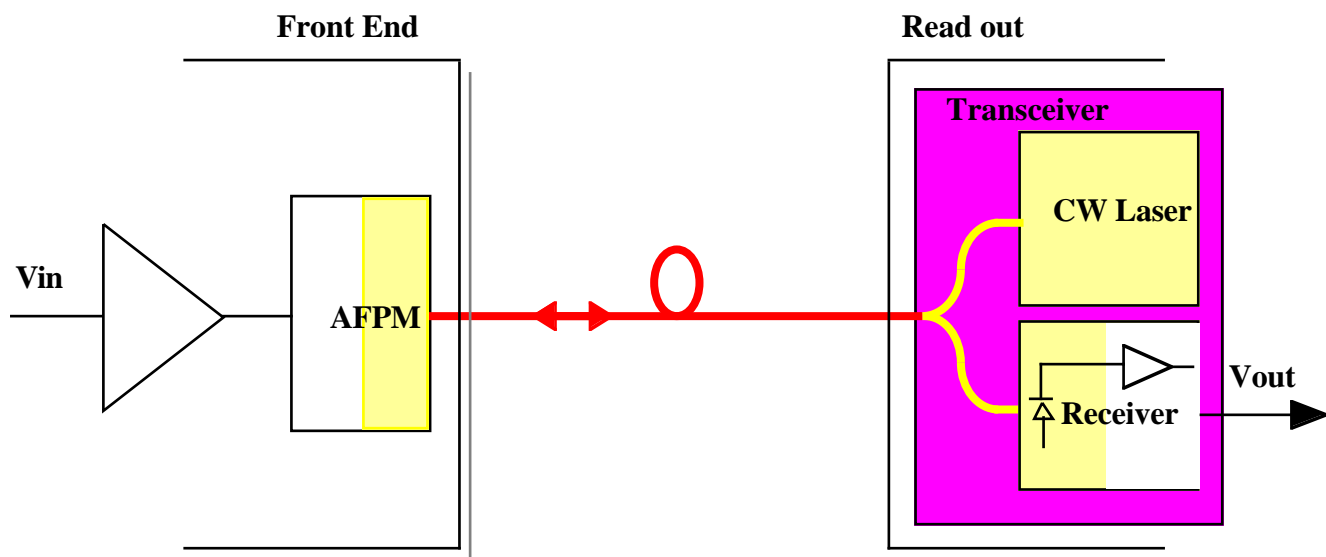 Front End
Read out
Transceiver
CW Laser
Vin
AFPM
Vout
Receiver